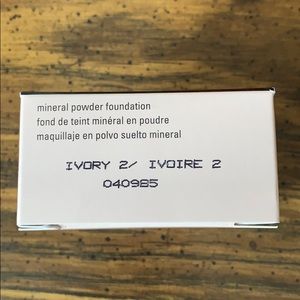 mineral powder foundation
fond de teint minéral en poudre
maquillaje en polvo suelto mineral
IVORY 2/ IVOIRE 2
040985